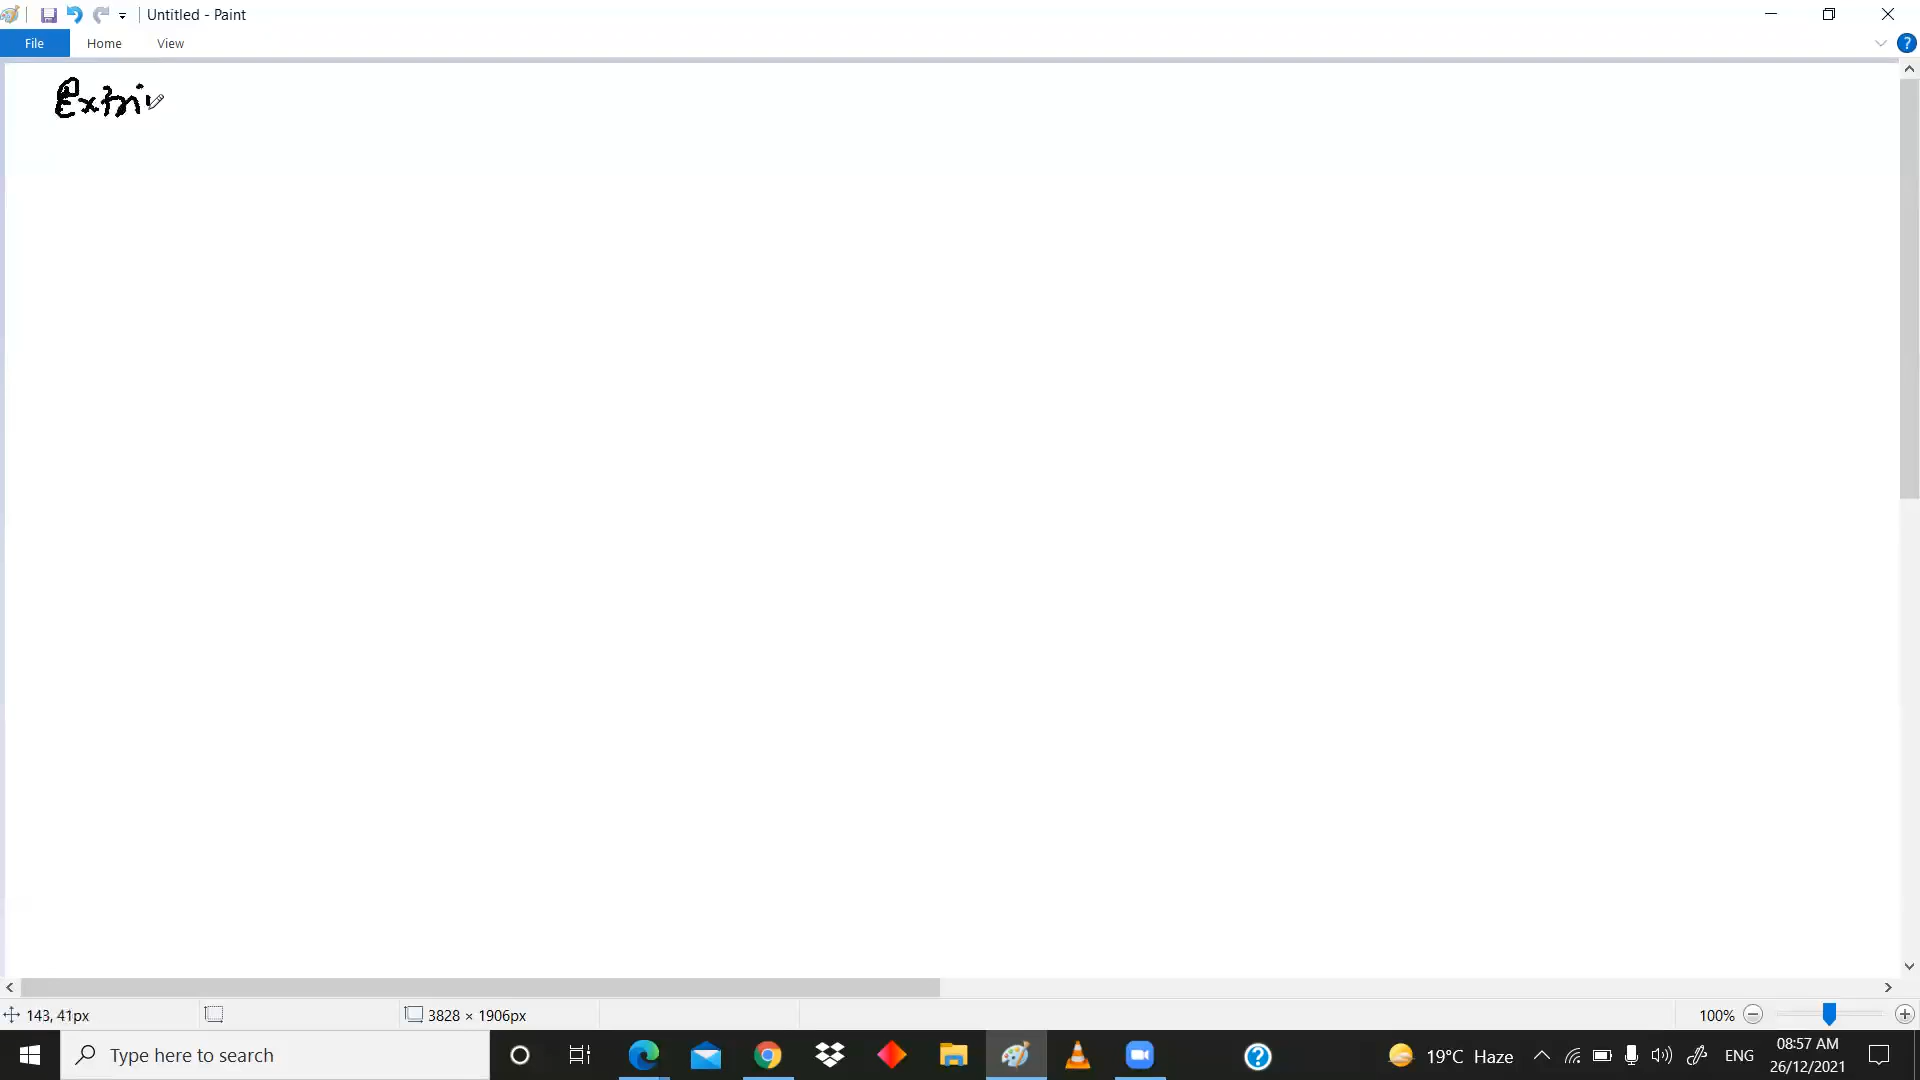 Untitled - Paint
File Home View
Extri
143, 41px 3828 × 1906px 100%
Type here to search 19°C Haze ENG 08:57 AM
26/12/2021